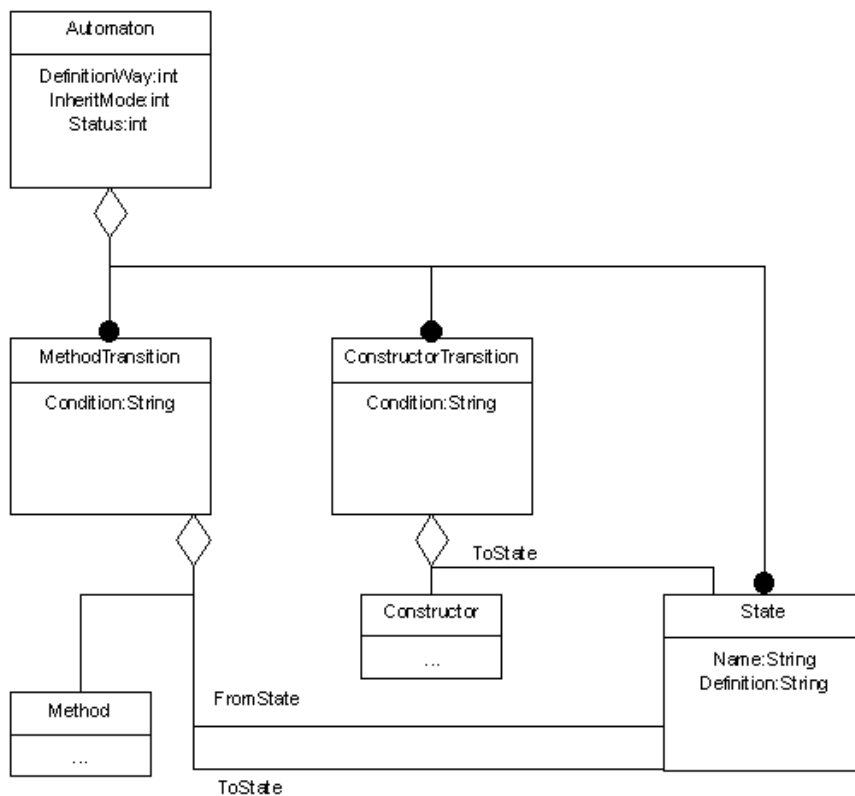 Automaton
DefinitionWay:int
InheritMode:int
Status:int
MethodTransition
Condition:String
ConstructorTransition
Condition:String
ToState
Constructor
...
State
Name:String
Definition:String
Method
...
FromState
ToState